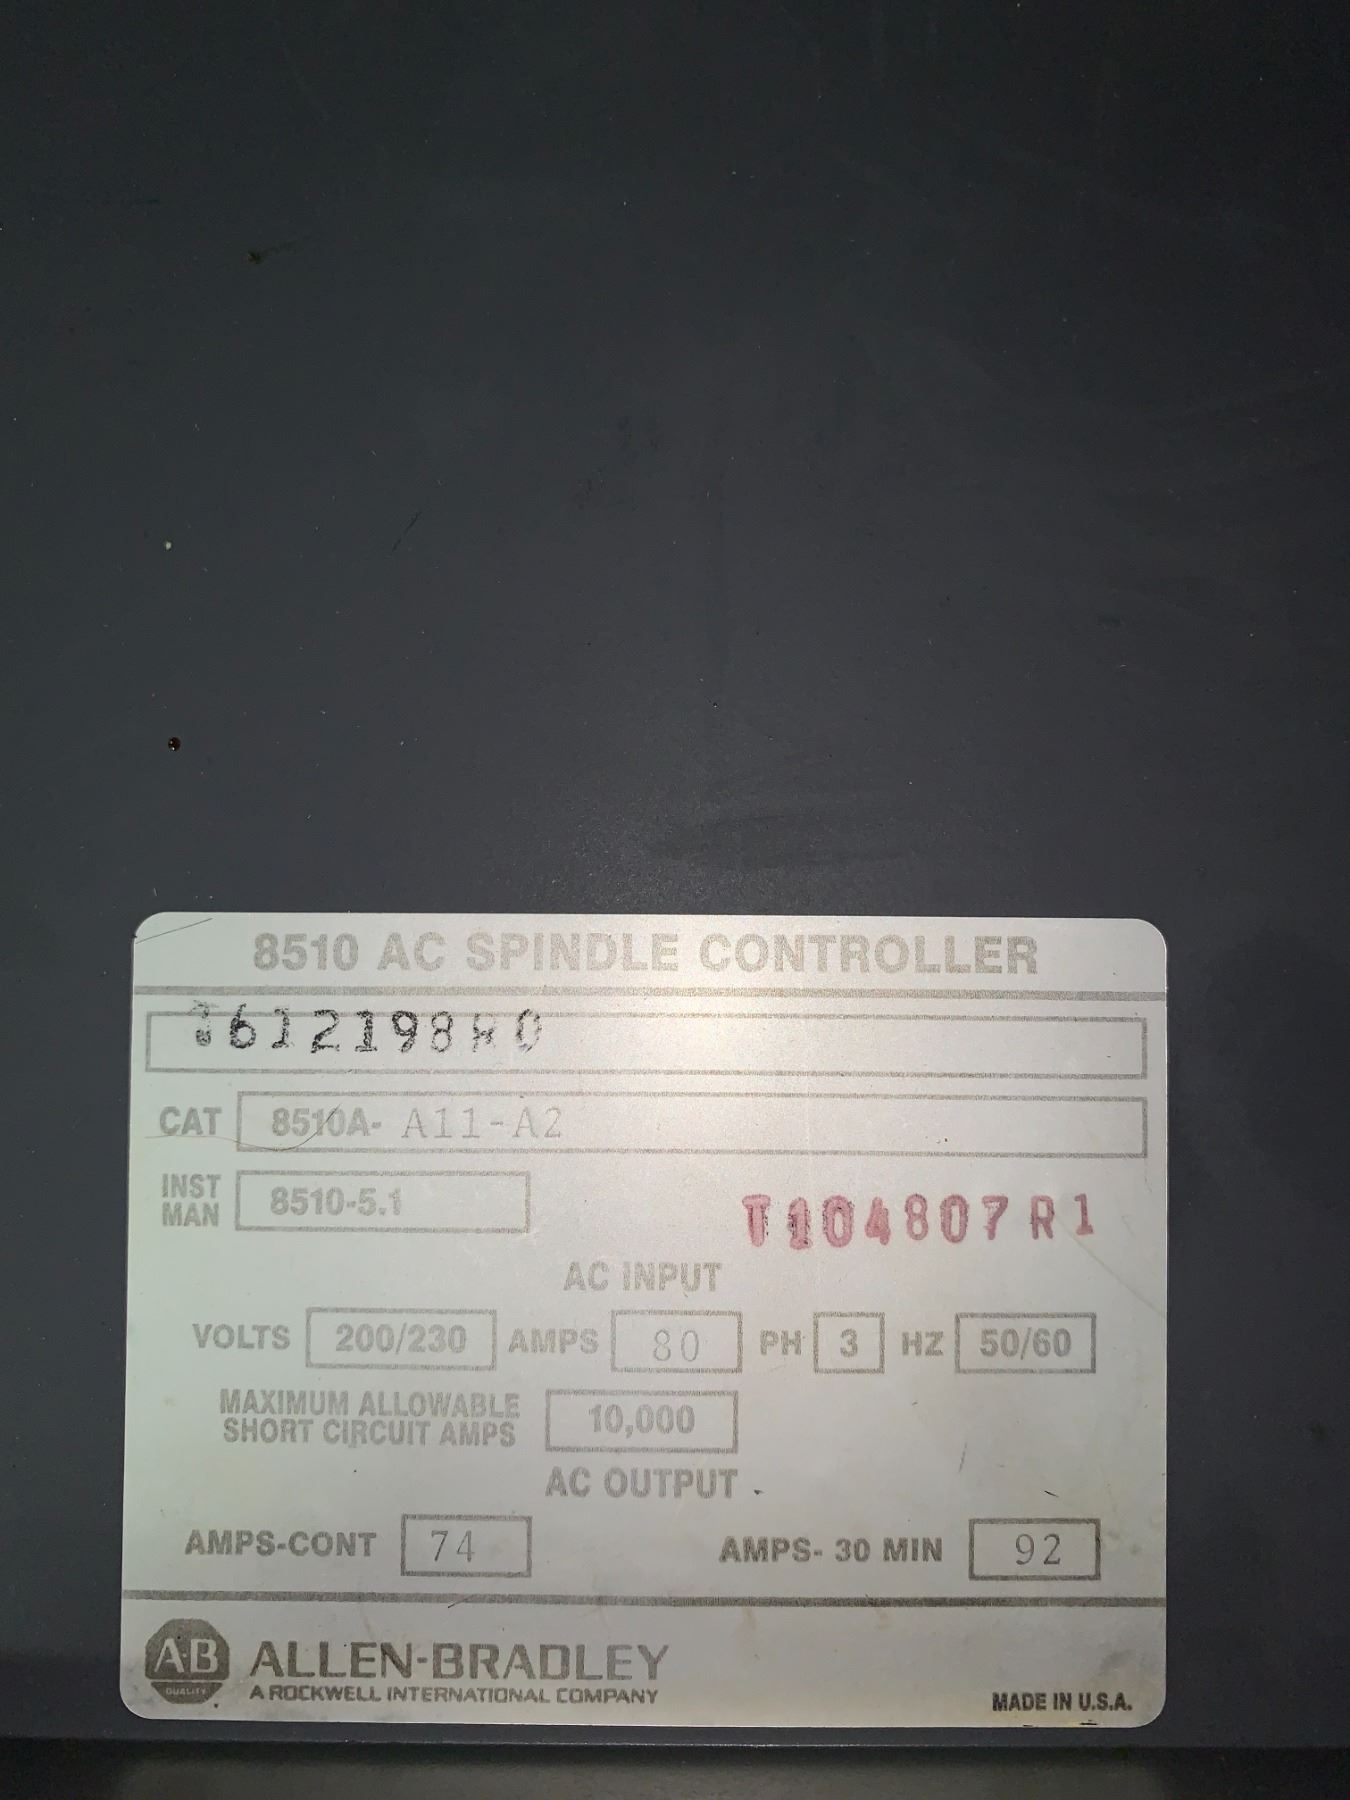 8510 AC SPINDLE CONTROLLER
CAT 8510A- A11-A2
INST MAN 8510-5.1
T104807R1
AC INPUT
VOLTS 200/230 AMPS 80 PH 3 HZ 50/60
MAXIMUM ALLOWABLE
SHORT CIRCUIT AMPS 10,000
AC OUTPUT
AMPS-CONT 74 AMPS- 30 MIN 92
AB
QUALITY
ALLEN-BRADLEY
A ROCKWELL INTERNATIONAL COMPANY
MADE IN U.S.A.